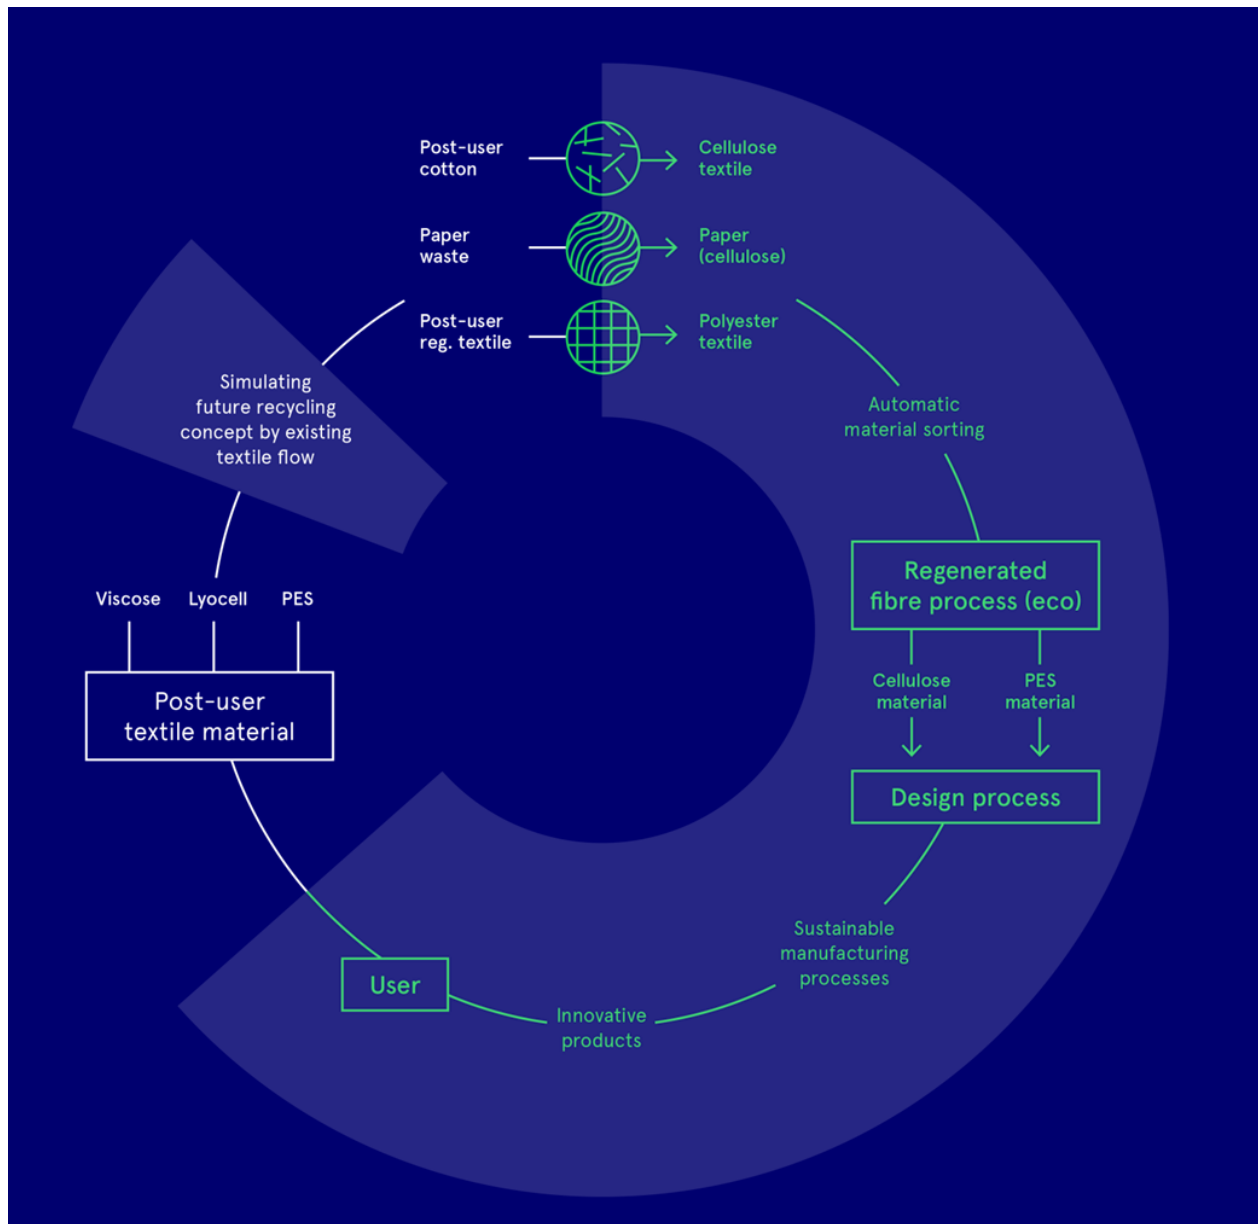 Post-user
cotton
Cellulose
textile
Paper
waste
Paper
(cellulose)
Post-user
reg. textile
Polyester
textile
Simulating
future recycling
concept by existing
textile flow
Automatic
material sorting
Regenerated
fibre process (eco)
Viscose
Lyocell
PES
Cellulose
material
PES
material
Post-user
textile material
Design process
Sustainable
manufacturing
processes
User
Innovative
products